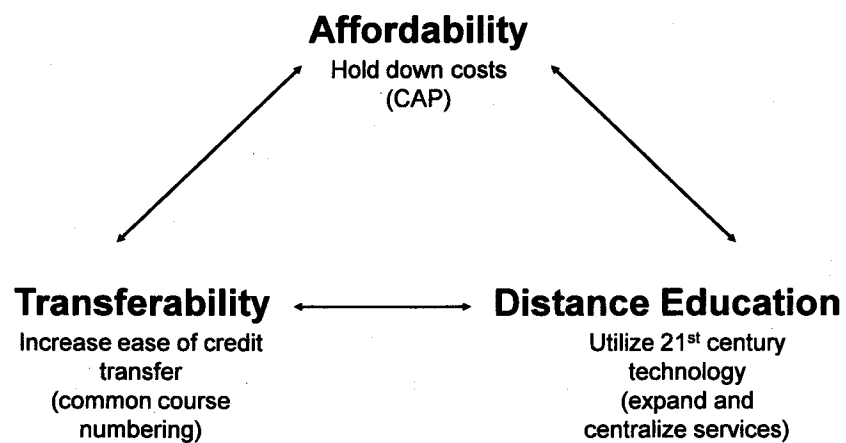 Affordability
Hold down costs
(CAP)
Transferability
Increase ease of credit
transfer
(common course
numbering)
Distance Education
Utilize 21st century
technology
(expand and
centralize services)